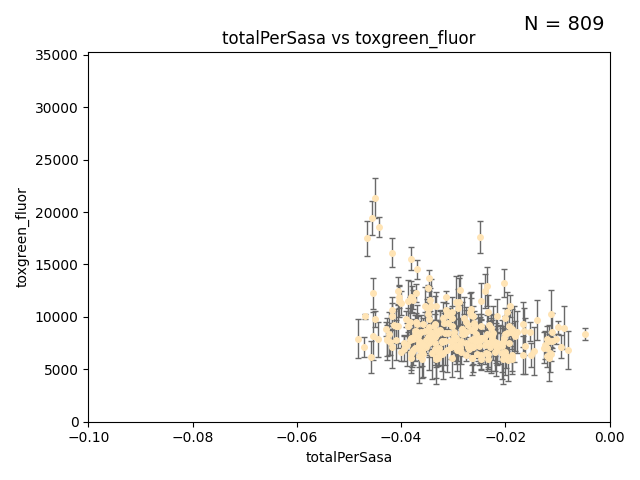 N = 809
totalPerSasa vs toxgreen_fluor
35000
30000
25000
20000
15000
10000
5000
0
toxgreen_fluor
−0.10 −0.08 −0.06 −0.04 −0.02 0.00
totalPerSasa